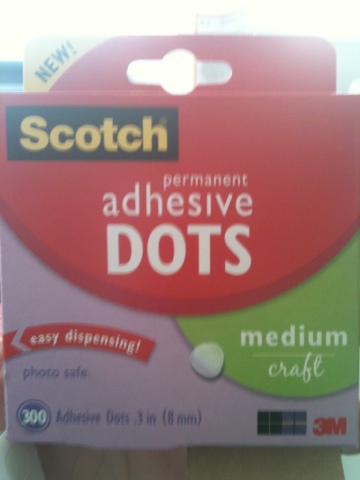 NEW!
Scotch
permanent
adhesive
DOTS
easy dispensing!
medium
craft
photo safe
300 Adhesive Dots .3 in (8 mm)
3M